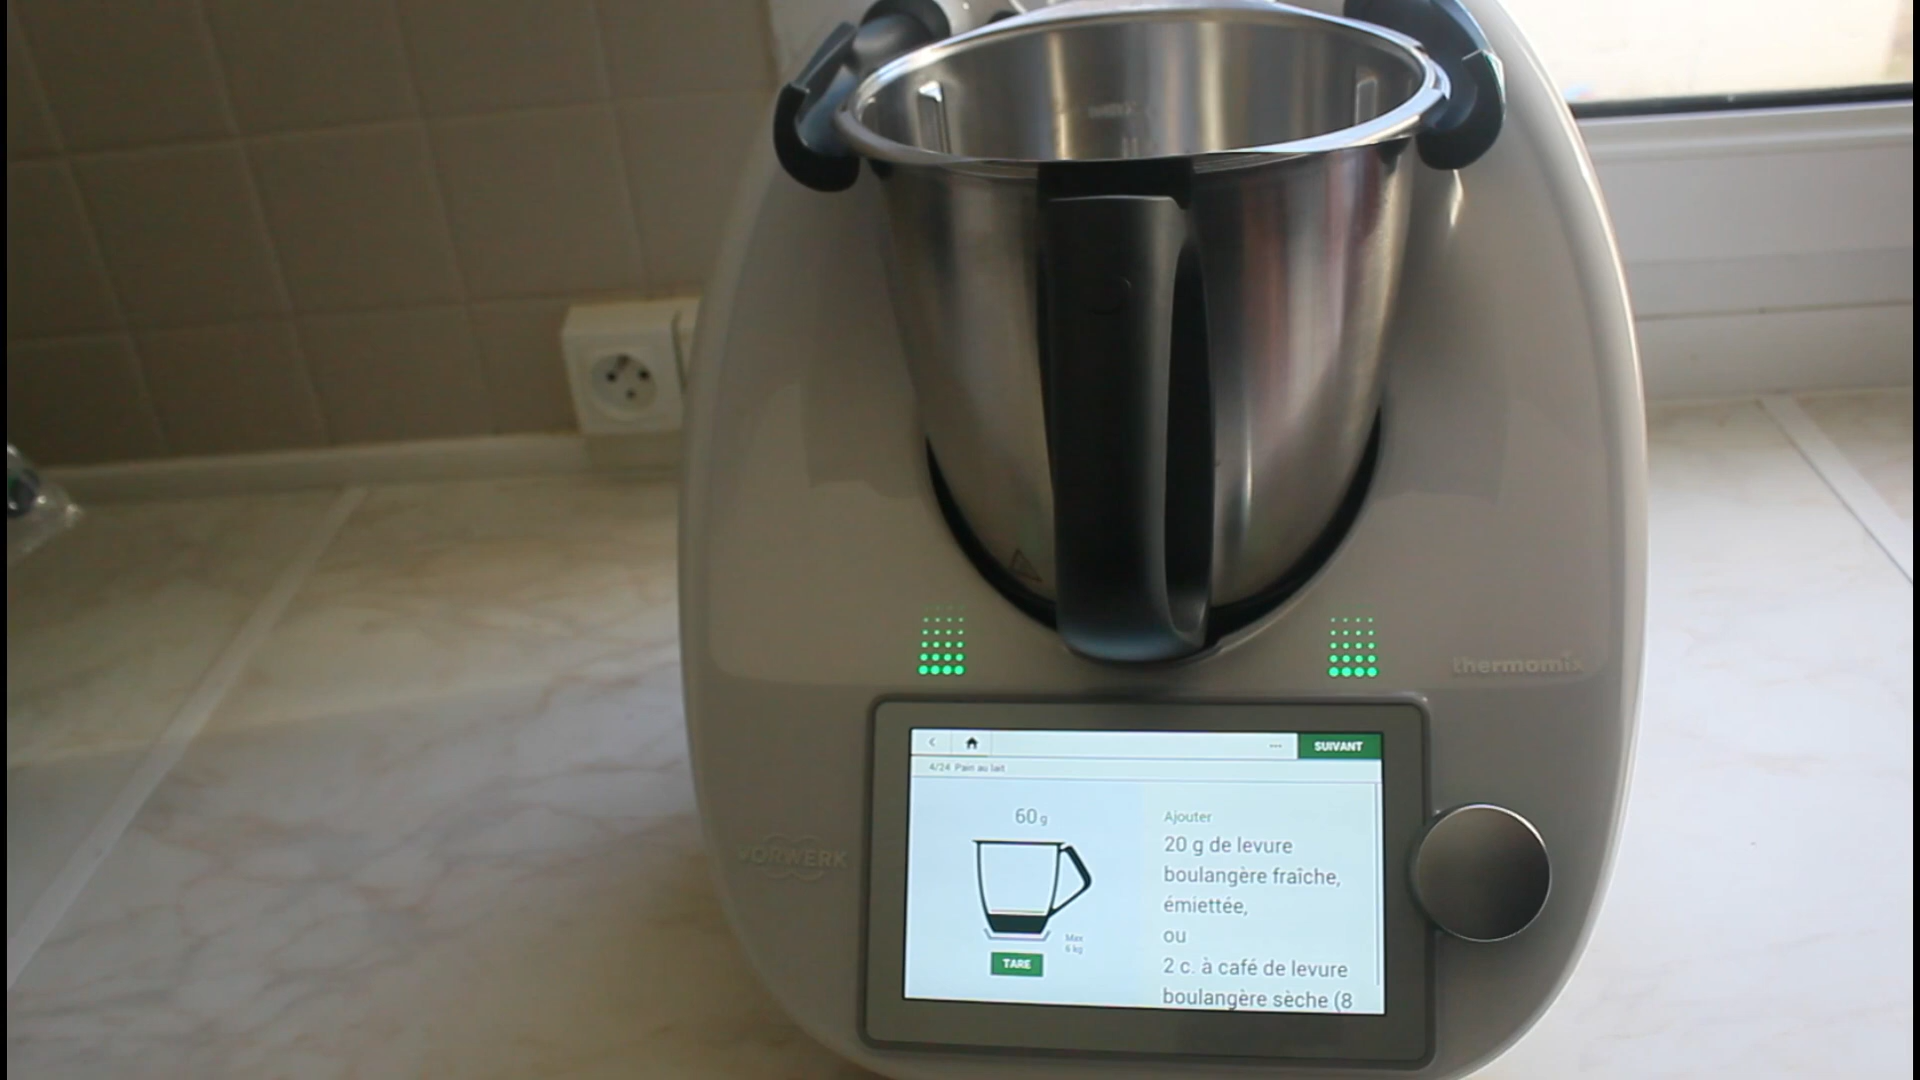 thermomix
VORWERK
SUIVANT
4/24 Pain au lait
60 g
Max
6 kg
TARE
Ajouter
20 g de levure
boulangère fraîche,
émiettée,
ou
2 c. à café de levure
boulangère sèche (8